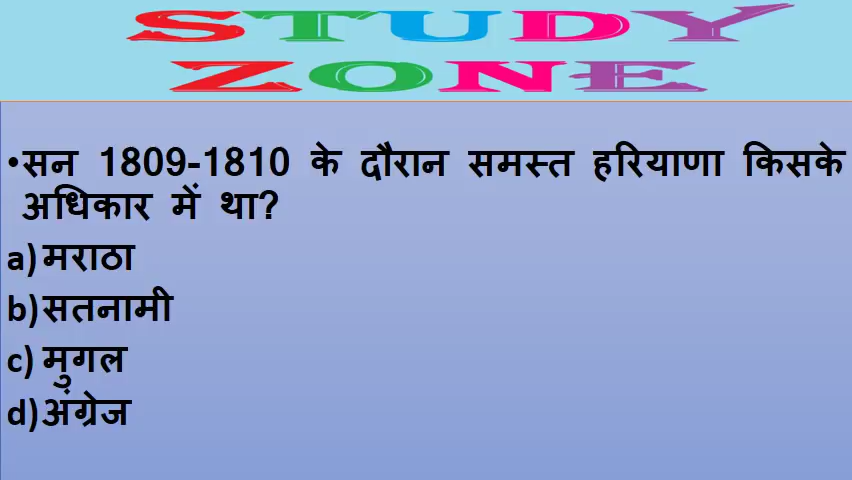 STUDY
ZONE
•सन 1809-1810 के दौरान समस्त हरियाणा किसके
अधिकार में था?
a) मराठा
b) सतनामी
c) मुगल
d) अंग्रेज